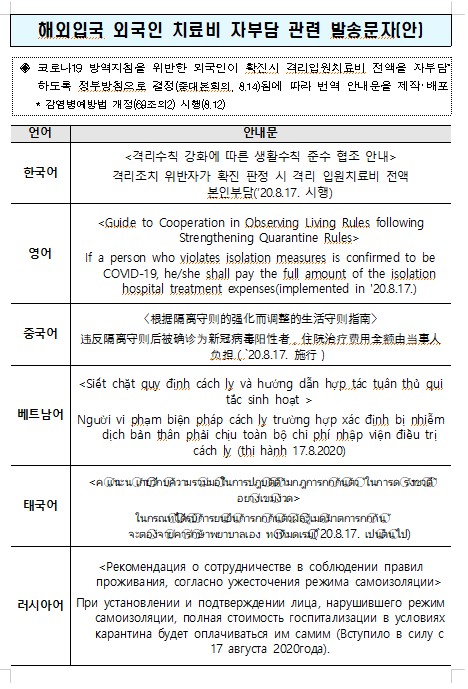 해외입국 외국인 치료비 자부담 관련 발송문자(안)
◈ 코로나19 방역지침을 위반한 외국인이 확진시 격리입원치료비 전액을 자부담*
하도록 정부방침으로 결정(중대본회의, 8.14)됨에 따라 번역 안내문을 제작·배포
* 감염병예방법 개정(69조의2) 시행(8.12)
언어 안내문
한국어
<격리수칙 강화에 따른 생활수칙 준수 협조 안내>
격리조치 위반자가 확진 판정 시 격리 입원치료비 전액
본인부담('20.8.17. 시행)
영어
<Guide to Cooperation in Observing Living Rules following
Strengthening Quarantine Rules>
If a person who violates isolation measures is confirmed to be
COVID-19, he/she shall pay the full amount of the isolation
hospital treatment expenses(implemented in '20.8.17.)
중국어
〈根据隔离守则的强化而调整的生活守则指南〉
违反隔离守则后被确诊为新冠病毒阳性者，住院治疗费用全额由当事人
负担.(´20.8.17. 施行 )
베트남어
<Siết chặt quy định cách ly và hướng dẫn hợp tác tuân thủ qui
tắc sinh hoạt >
Người vi phạm biện pháp cách ly trường hợp xác định bị nhiễm
dịch bản thân phải chịu toàn bộ chi phí nhập viện điều trị
cách ly (thi hành 17.8.2020)
태국어
('20.8.17.
러시아어
<Рекомендация о сотрудничестве в соблюдении правил
проживания, согласно ужесточения режима самоизоляции>
При установлении и подтверждении лица, нарушившего режим
самоизоляции, полная стоимость госпитализации в условиях
карантина будет оплачиваться им самим (Вступило в силу с
17 августа 2020года).